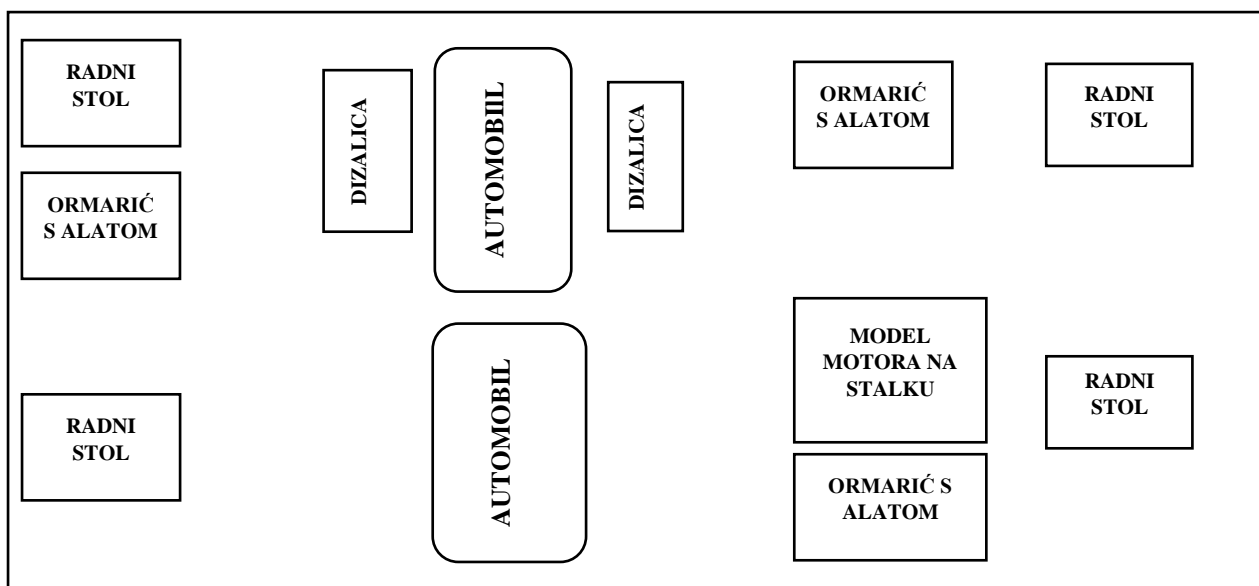 RADNI
STOL
ORMARIĆ
S ALATOM
RADNI
STOL
DIZALICA
AUTOMOBIIL
DIZALICA
AUTOMOBIL
ORMARIĆ
S ALATOM
RADNI
STOL
MODEL
MOTORA NA
STALKU
RADNI
STOL
ORMARIĆ S
ALATOM